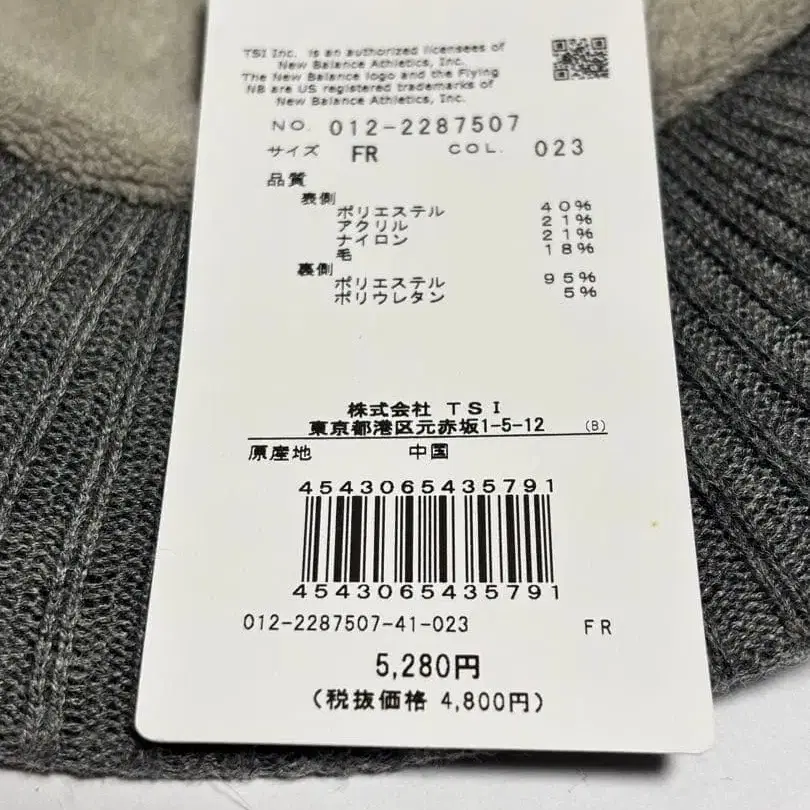 TSI Inc. is an authorized licensees of
New Balance Athletics, Inc.
The New Balance logo and the Flying
NB are US registered trademarks of
New Balance Athletics, Inc.
NO. 012-2287507
サイズ FR COL. 023
品質
表側
ポリエステル 40%
アクリル 21%
ナイロン 21%
毛 18%
裏側
ポリエステル 95%
ポリウレタン 5%
株式会社 TSI
東京都港区元赤坂1-5-12 (B)
原産地 中国
4543065435791
4543065435791
012-2287507-41-023 FR
5,280円
(税抜価格 4,800円)